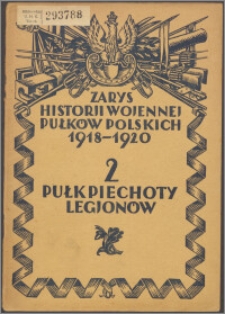 293788
ZARYS
HISTORJI WOJENNEJ
PUŁKÓW POLSKICH
1918–1920
2
PUŁK PIECHOTY
LEGJONÓW